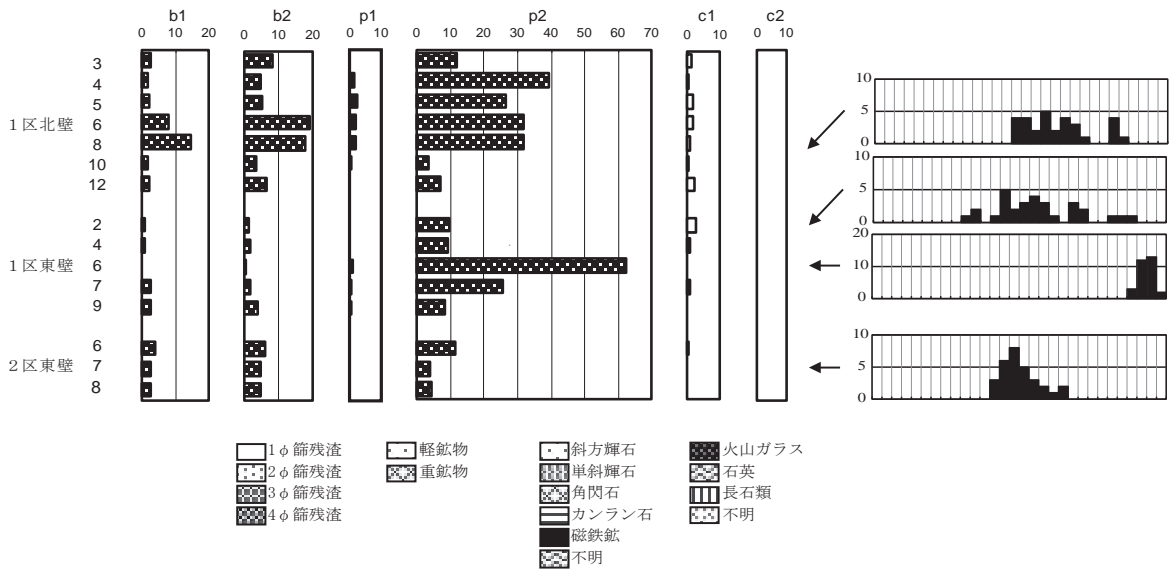 b1 b2 p1 p2 c1 c2
0 10 20 0 10 20 0 10 0 10 20 30 40 50 60 70 0 10 0 10
3
4
5
1区北壁 6
8
10
12
2
4
1区東壁 6
7
9
6
2区東壁 7
8
10
5
0
10
5
0
20
10
0
10
5
0
1φ篩残渣 軽鉱物 斜方輝石 火山ガラス
2φ篩残渣 重鉱物 単斜輝石 石英
3φ篩残渣 角閃石 長石類
4φ篩残渣 カンラン石 不明
磁鉄鉱
不明